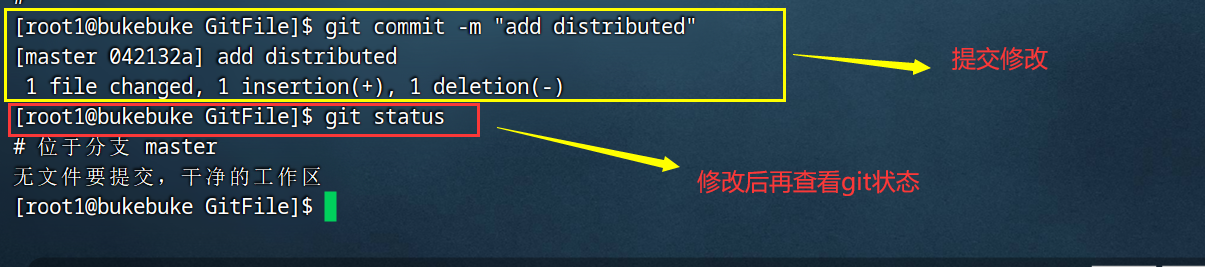 #
[root1@bukebuke GitFile]$ git commit -m "add distributed"
[master 042132a] add distributed
1 file changed, 1 insertion(+), 1 deletion(-)
提交修改
[root1@bukebuke GitFile]$ git status
# 位于分支 master
无文件要提交，干净的工作区
修改后再查看git状态
[root1@bukebuke GitFile]$